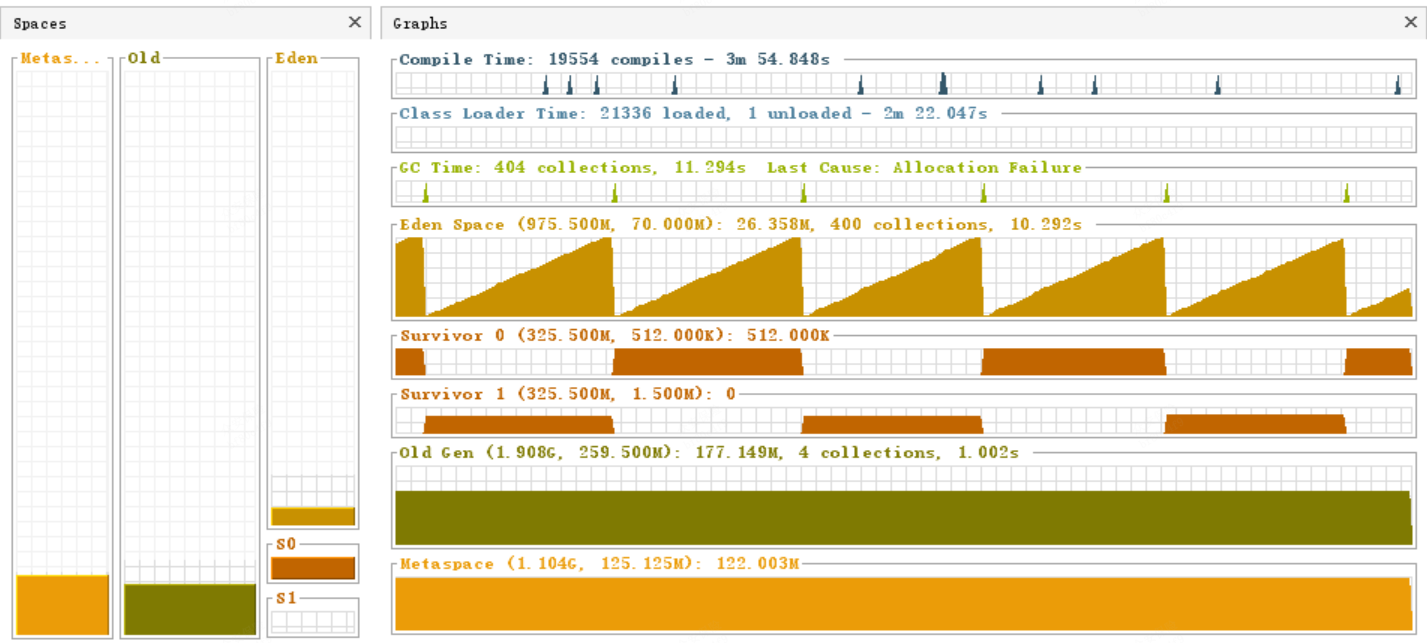 Spaces
Metas...
Old
Eden
S0
S1
Graphs
Compile Time: 19554 compiles - 3m 54.848s
Class Loader Time: 21336 loaded, 1 unloaded - 2m 22.047s
GC Time: 404 collections, 11.294s Last Cause: Allocation Failure
Eden Space (975.500M, 70.000M): 26.358M, 400 collections, 10.292s
Survivor 0 (325.500M, 512.000K): 512.000K
Survivor 1 (325.500M, 1.500M): 0
Old Gen (1.908G, 259.500M): 177.149M, 4 collections, 1.002s
Metaspace (1.104G, 125.125M): 122.003M